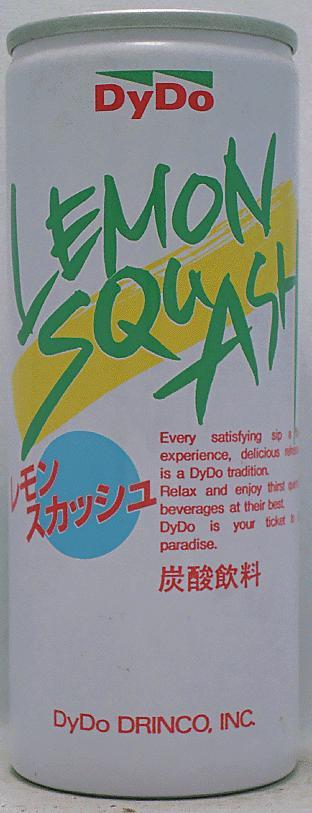 DyDo
LEMON
SQUASH
レモン
スカッシュ
Every satisfying sip a
experience, delicious
is a DyDo tradition.
Relax and enjoy thirst
beverages at their best.
DyDo is your ticket to
paradise.
炭酸飲料
DyDo DRINCO, INC.